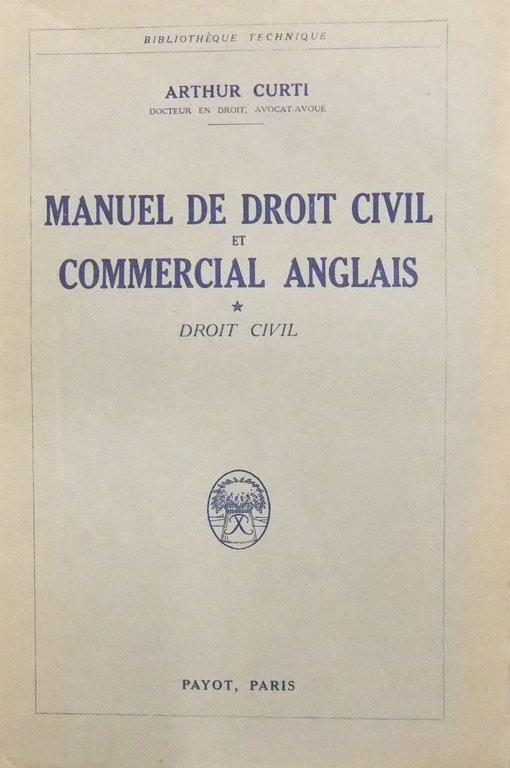 BIBLIOTHÈQUE TECHNIQUE
ARTHUR CURTI
DOCTEUR EN DROIT, AVOCAT-AVOUÉ
MANUEL DE DROIT CIVIL
ET
COMMERCIAL ANGLAIS
★
DROIT CIVIL
PAYOT, PARIS